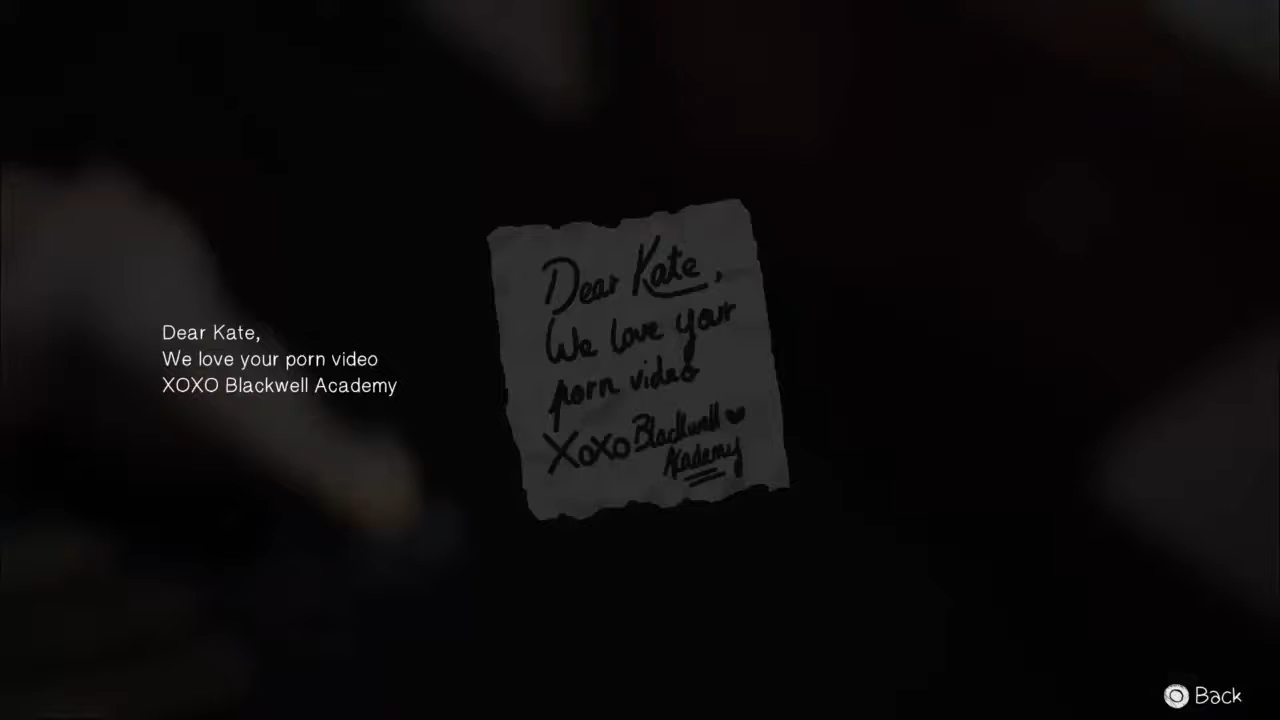 Dear Kate,
We love your porn video
XOXO Blackwell Academy
Dear Kate,
We love your
porn video
XoXo Blackwell ♥
Academy
Back